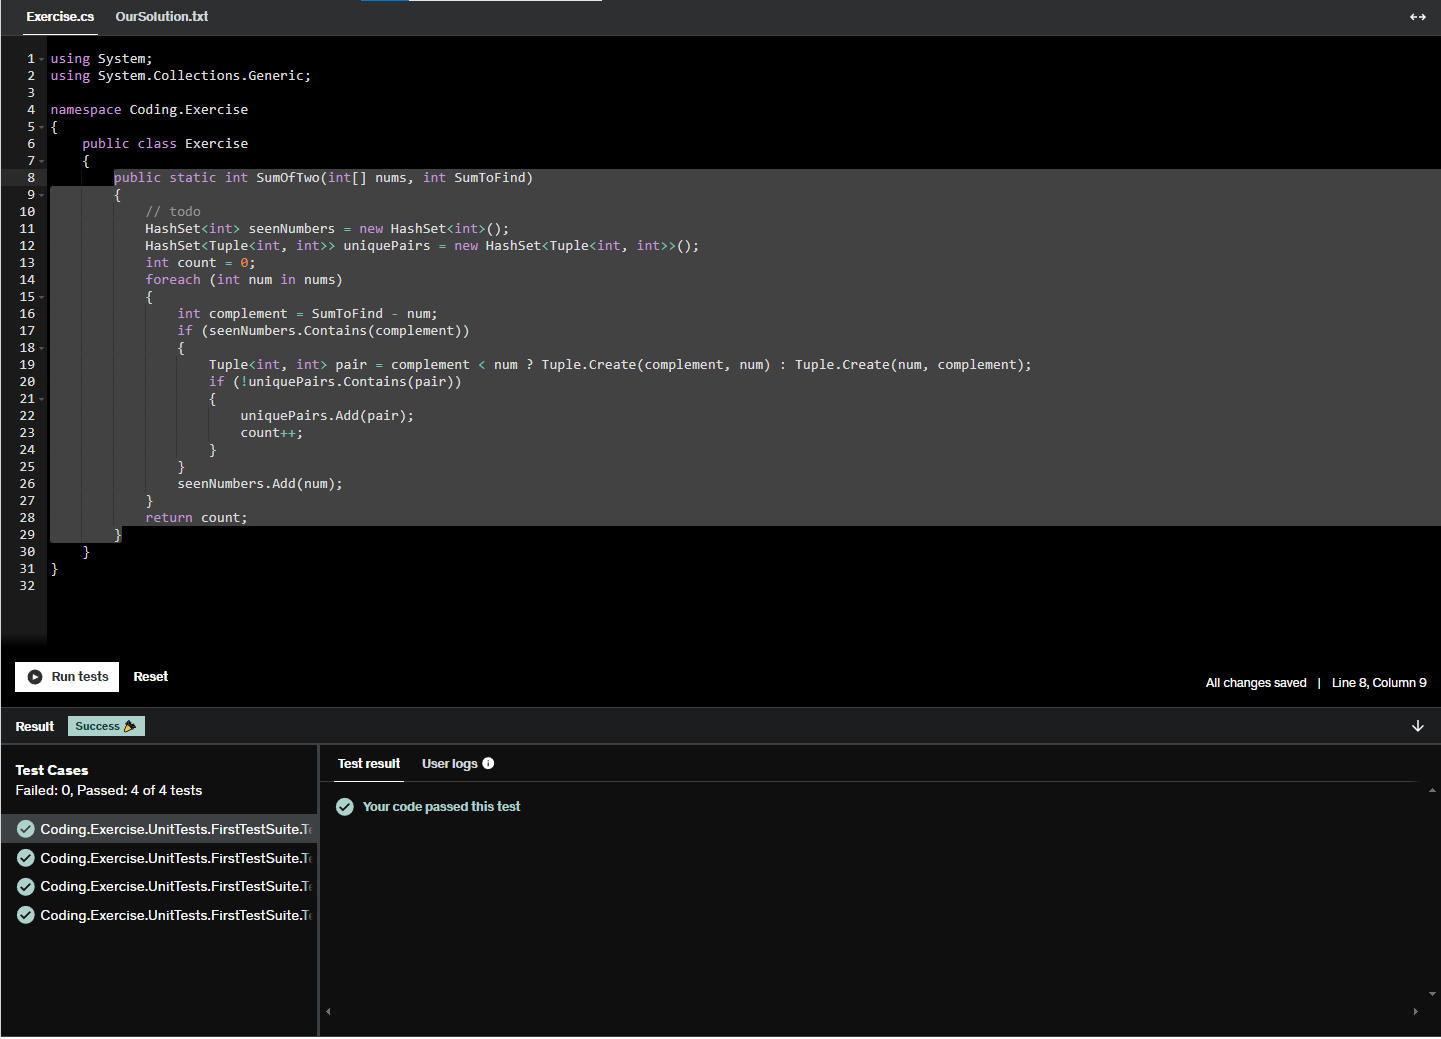 Exercise.cs OurSolution.txt
1 using System;
2 using System.Collections.Generic;
3
4 namespace Coding.Exercise
5 {
6     public class Exercise
7     {
8         public static int SumOfTwo(int[] nums, int SumToFind)
9         {
10             // todo
11             HashSet<int> seenNumbers = new HashSet<int>();
12             HashSet<Tuple<int, int>> uniquePairs = new HashSet<Tuple<int, int>>();
13             int count = 0;
14             foreach (int num in nums)
15             {
16                 int complement = SumToFind - num;
17                 if (seenNumbers.Contains(complement))
18                 {
19                     Tuple<int, int> pair = complement < num ? Tuple.Create(complement, num) : Tuple.Create(num, complement);
20                     if (!uniquePairs.Contains(pair))
21                     {
22                         uniquePairs.Add(pair);
23                         count++;
24                     }
25                 }
26                 seenNumbers.Add(num);
27             }
28             return count;
29         }
30     }
31 }
32
Run tests Reset
All changes saved | Line 8, Column 9
Result Success
Test Cases
Failed: 0, Passed: 4 of 4 tests
Coding.Exercise.UnitTests.FirstTestSuite.Te
Coding.Exercise.UnitTests.FirstTestSuite.Te
Coding.Exercise.UnitTests.FirstTestSuite.Te
Coding.Exercise.UnitTests.FirstTestSuite.Te
Test result User logs
Your code passed this test